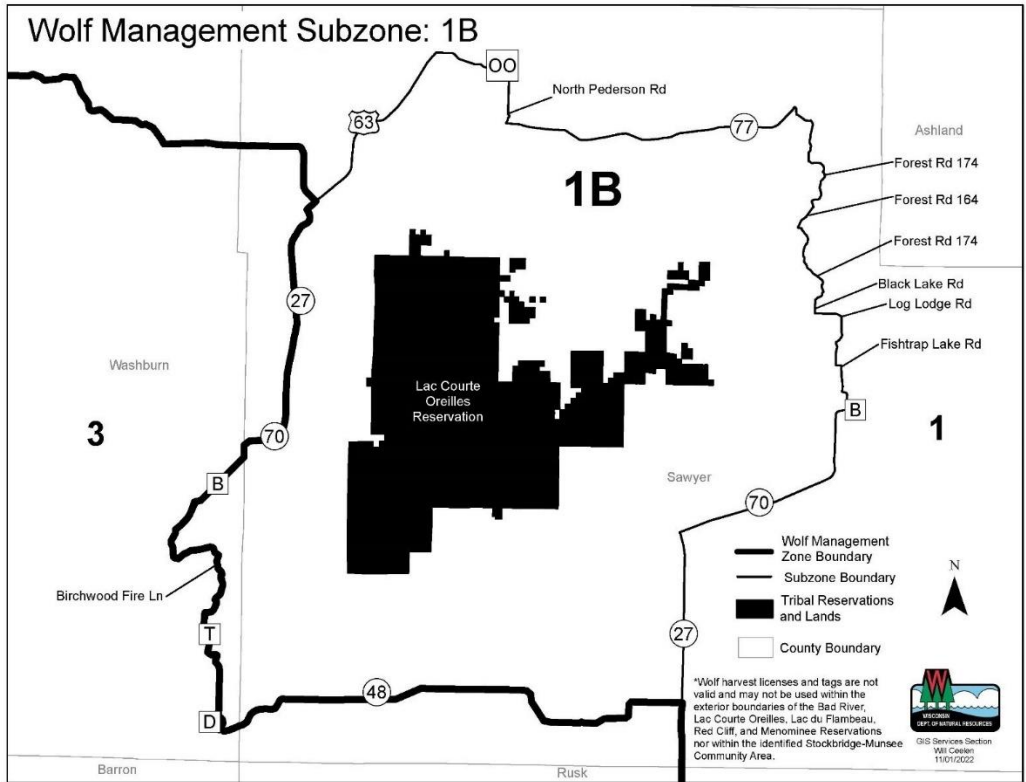 Wolf Management Subzone: 1B
OO
North Pederson Rd
63
77
Ashland
1B
Forest Rd 174
Forest Rd 164
Forest Rd 174
27
Black Lake Rd
Log Lodge Rd
Fishtrap Lake Rd
Washburn
Lac Courte
Oreilles
Reservation
B
3
70
1
Sawyer
B
70
Wolf Management
Zone Boundary
Subzone Boundary
N
Birchwood Fire Ln
Tribal Reservations
and Lands
T
27
County Boundary
48
*Wolf harvest licenses and tags are not
valid and may not be used within the
exterior boundaries of the Bad River,
Lac Courte Oreilles, Lac du Flambeau,
Red Cliff, and Menominee Reservations
nor within the identified Stockbridge-Munsee
Community Area.
W
WISCONSIN
DEPT. OF NATURAL RESOURCES
GIS Services Section
Will Ceelen
11/01/2022
D
Barron
Rusk